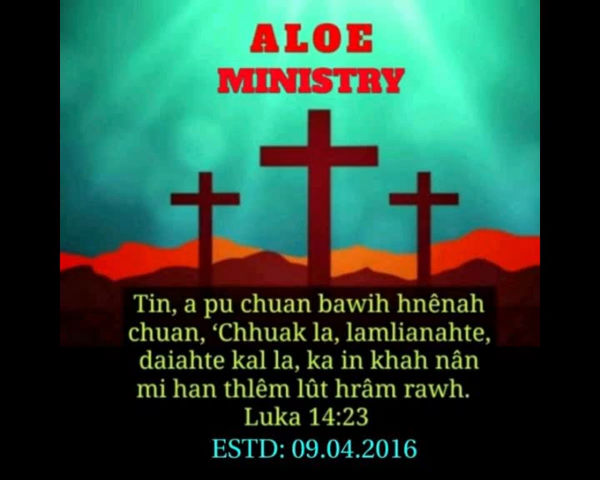 ALOE
MINISTRY
Tin, a pu chuan bawih hnênah
chuan, ‘Chhuak la, lamlianahte,
daiahte kal la, ka in khah nân
mi han thlêm lût hrâm rawh.
Luka 14:23
ESTD: 09.04.2016